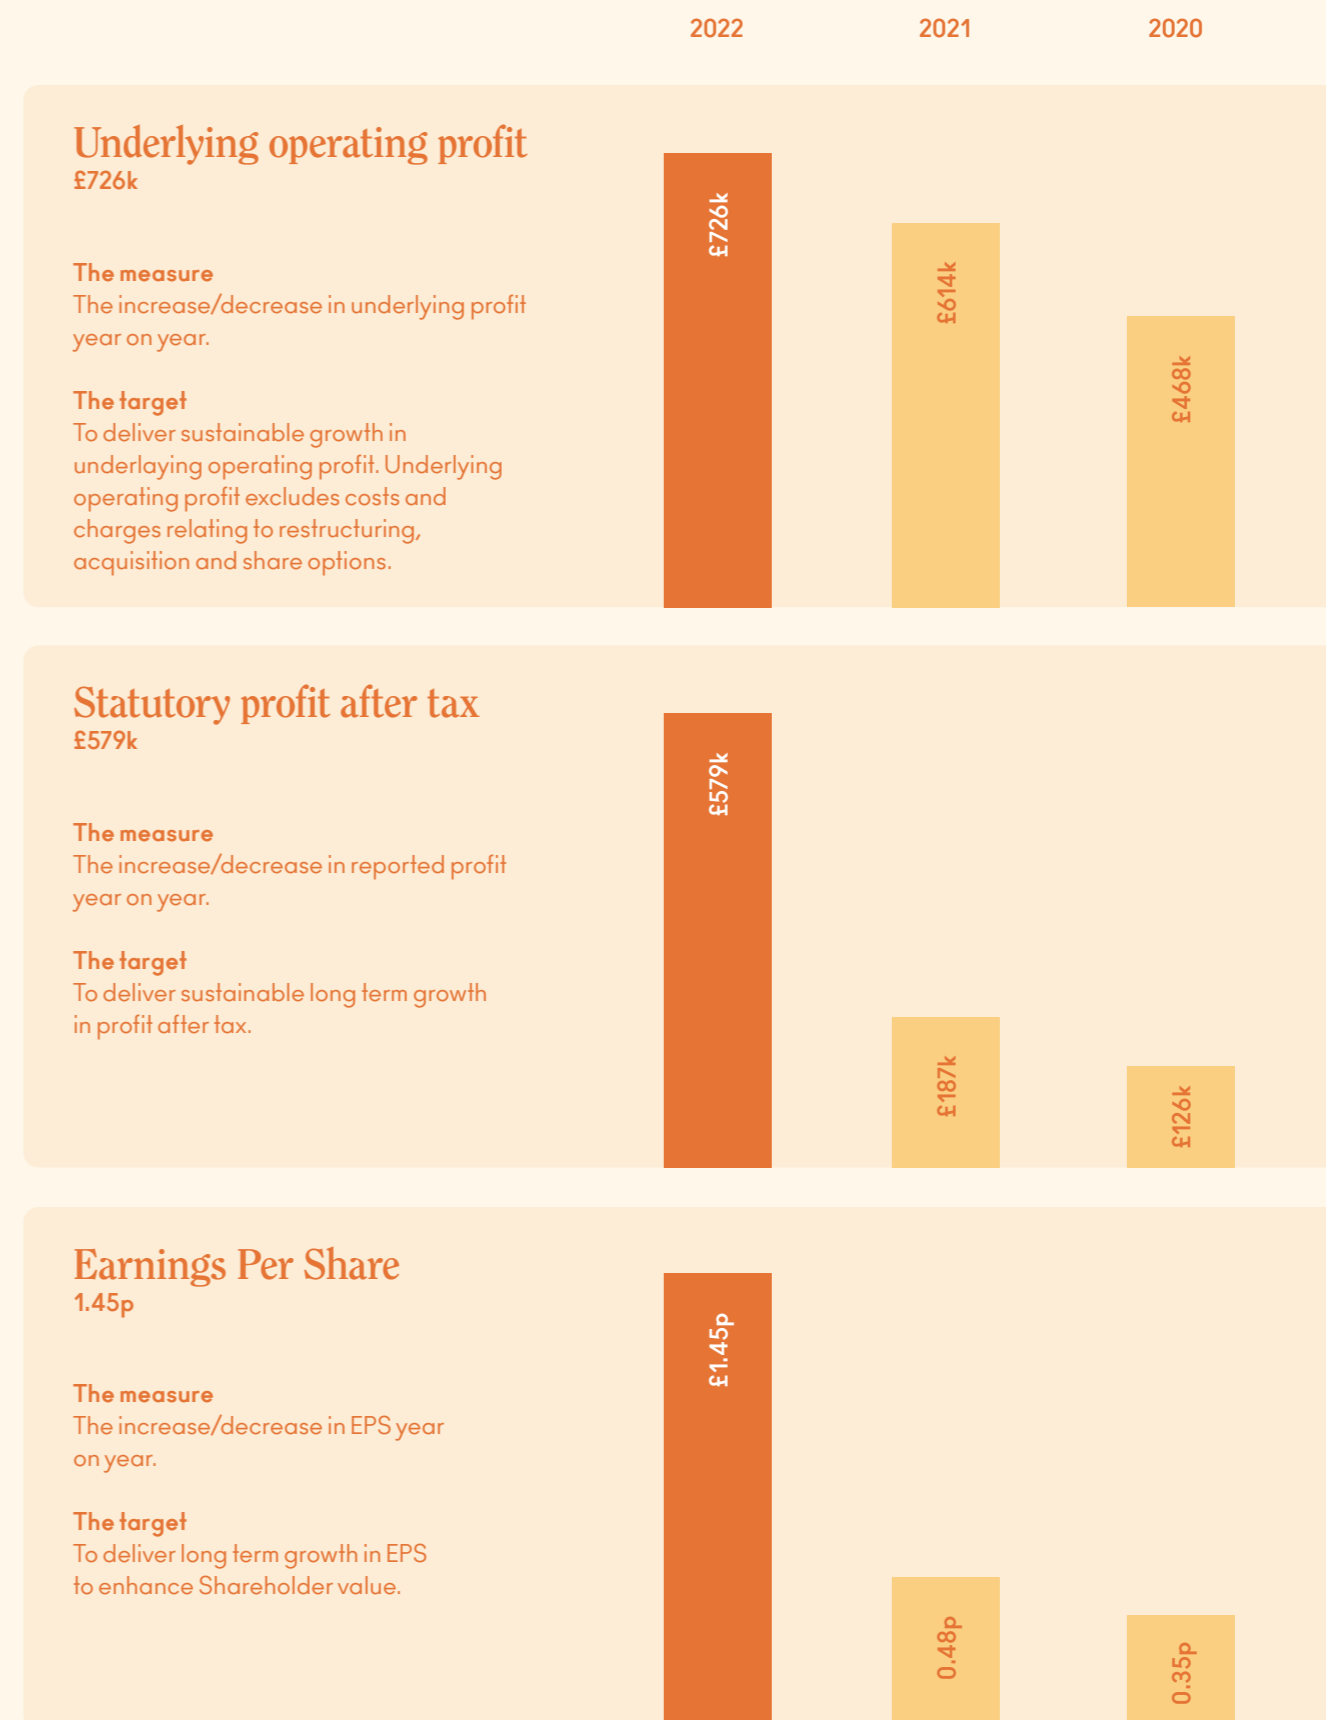 2022 2021 2020
Underlying operating profit
£726k
The measure
The increase/decrease in underlying profit
year on year.
The target
To deliver sustainable growth in
underlaying operating profit. Underlying
operating profit excludes costs and
charges relating to restructuring,
acquisition and share options.
£726k
£614k
£468k
Statutory profit after tax
£579k
The measure
The increase/decrease in reported profit
year on year.
The target
To deliver sustainable long term growth
in profit after tax.
£579k
£187k
£126k
Earnings Per Share
1.45p
The measure
The increase/decrease in EPS year
on year.
The target
To deliver long term growth in EPS
to enhance Shareholder value.
£1.45p
0.48p
0.35p